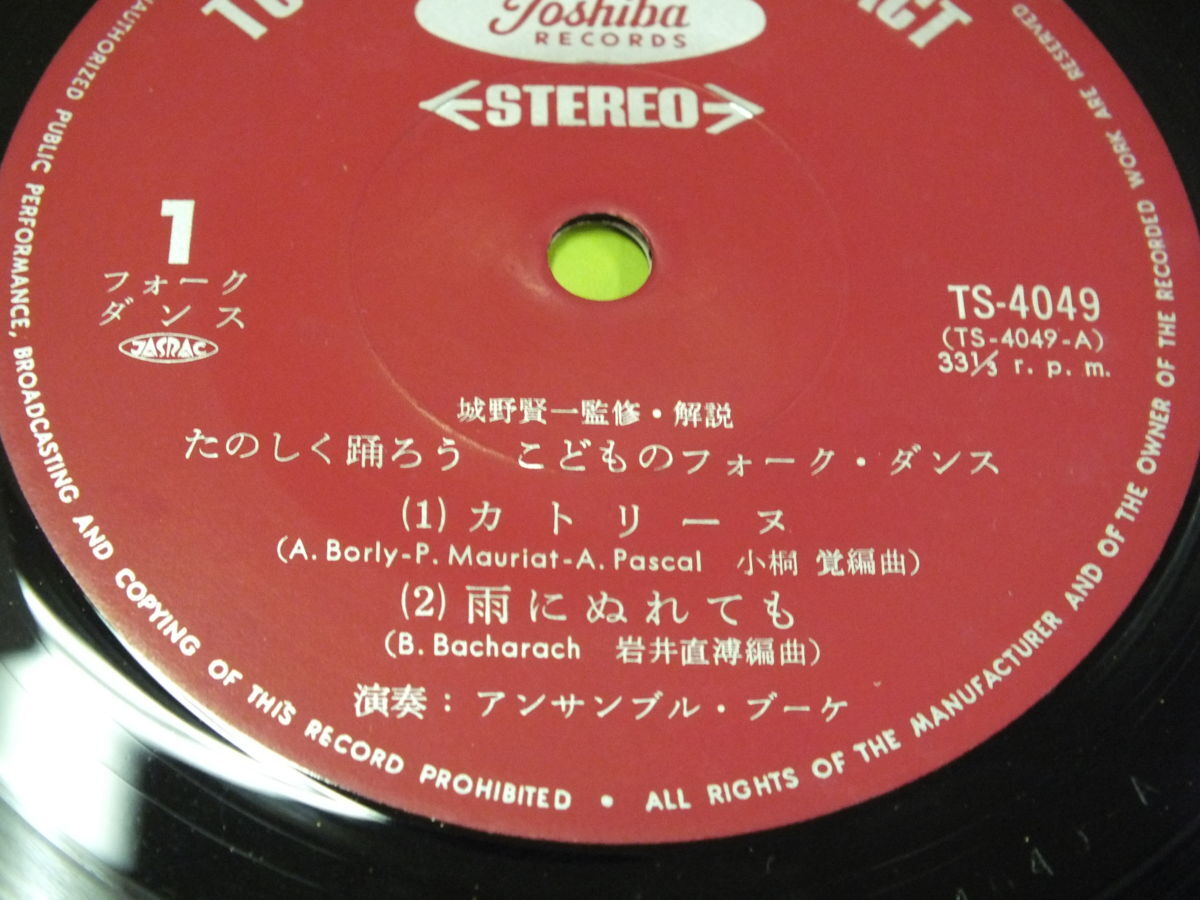 Toshiba
RECORDS
STEREO
1
フォーク
ダンス
JASRAC
TS-4049
(TS-4049-A)
33⅓ r.p.m.
城野賢一監修・解説
たのしく踊ろう こどものフォーク・ダンス
(1) カトリーヌ
(A. Borly-P. Mauriat-A. Pascal 小桐 覚編曲)
(2) 雨にぬれても
(B. Bacharach 岩井直溥編曲)
演奏：アンサンブル・ブーケ
PUBLIC PERFORMANCE, BROADCASTING AND COPYING OF THIS RECORD PROHIBITED • ALL RIGHTS OF THE MANUFACTURER AND OF THE OWNER OF THE RECORDED WORK ARE RESERVED